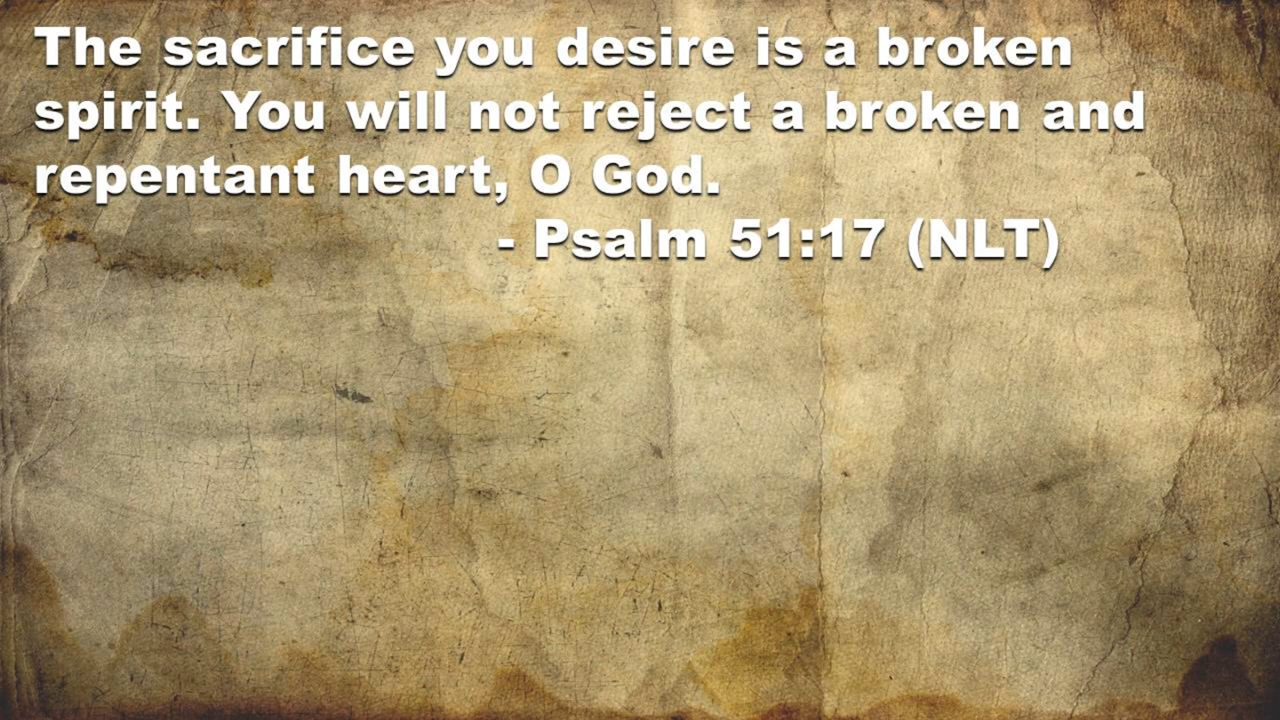 The sacrifice you desire is a broken
spirit. You will not reject a broken and
repentant heart, O God.
- Psalm 51:17 (NLT)